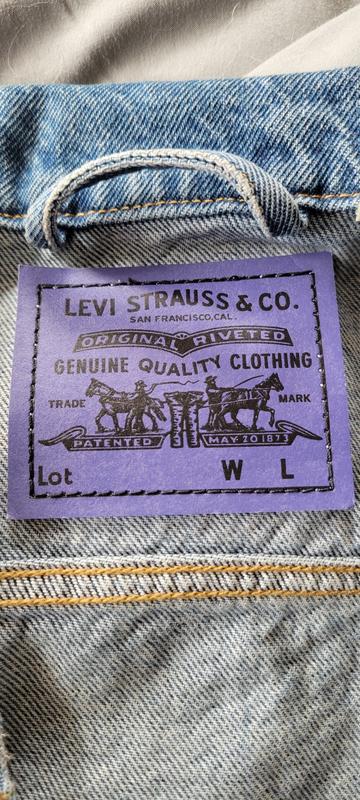 LEVI STRAUSS & CO.
SAN FRANCISCO, CAL.
ORIGINAL RIVETED
GENUINE QUALITY CLOTHING
TRADE MARK
PATENTED MAY 20 1873
Lot W L